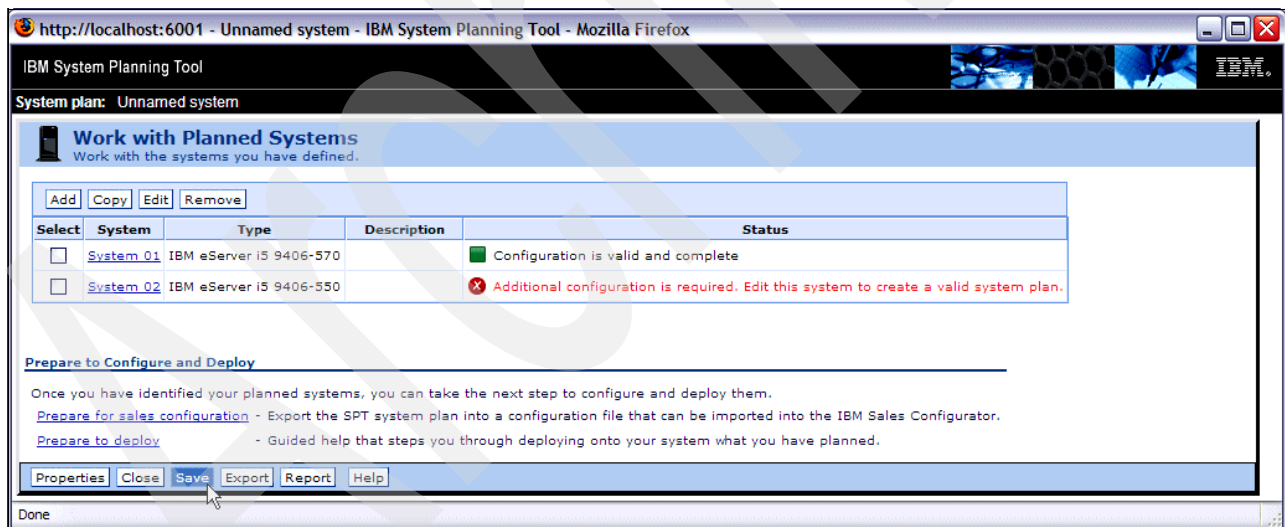 http://localhost:6001 - Unnamed system - IBM System Planning Tool - Mozilla Firefox
IBM System Planning Tool
IBM.
System plan: Unnamed system
Work with Planned Systems
Work with the systems you have defined.
Add Copy Edit Remove
Select System Type Description Status
System 01 IBM eServer i5 9406-570 Configuration is valid and complete
System 02 IBM eServer i5 9406-550 Additional configuration is required. Edit this system to create a valid system plan.
Prepare to Configure and Deploy
Once you have identified your planned systems, you can take the next step to configure and deploy them.
Prepare for sales configuration - Export the SPT system plan into a configuration file that can be imported into the IBM Sales Configurator.
Prepare to deploy - Guided help that steps you through deploying onto your system what you have planned.
Properties Close Save Export Report Help
Done